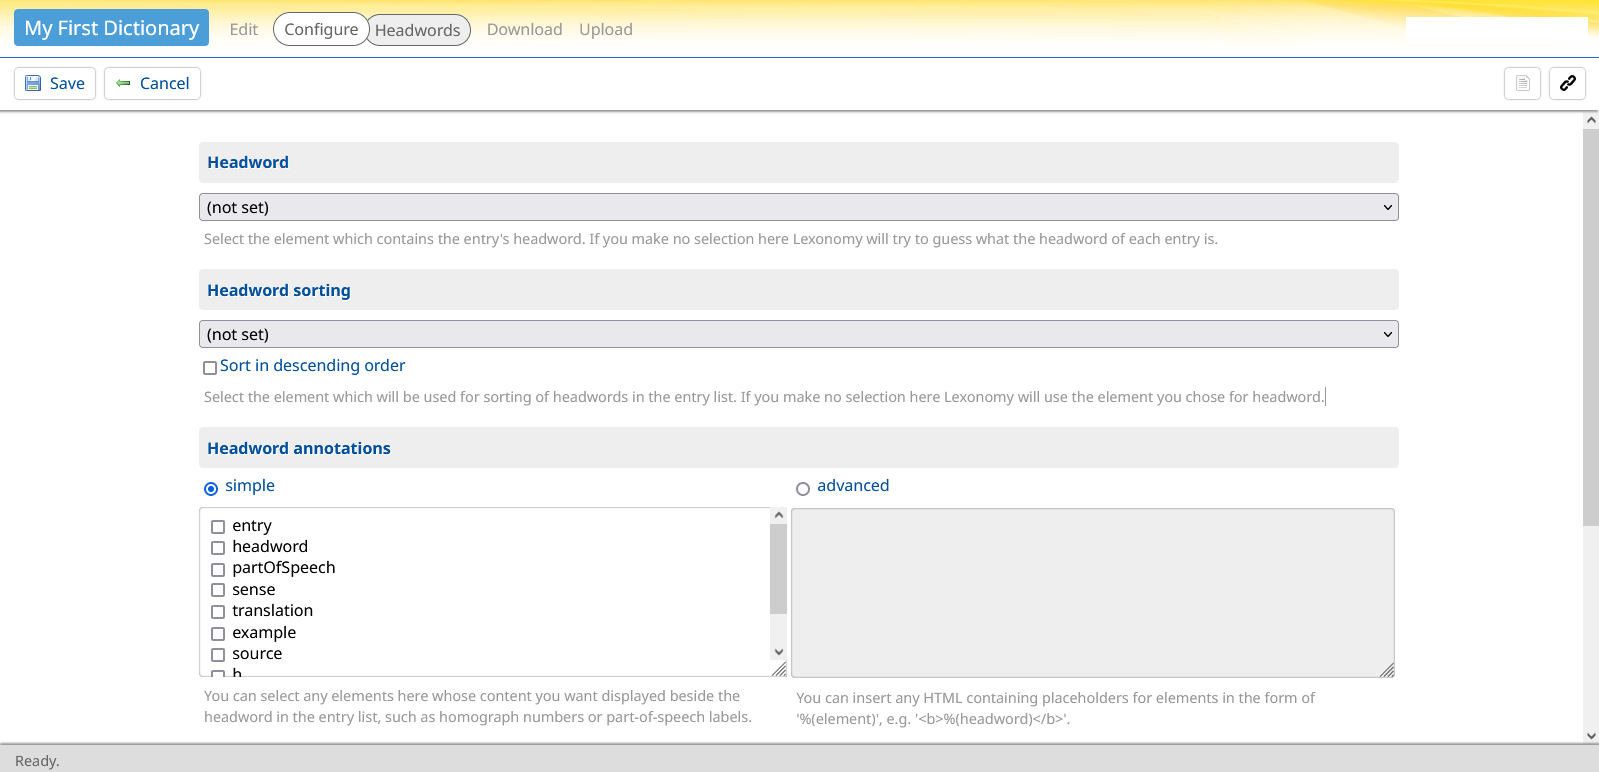 My First Dictionary Edit Configure Headwords Download Upload
Save Cancel
Headword
(not set)
Select the element which contains the entry's headword. If you make no selection here Lexonomy will try to guess what the headword of each entry is.
Headword sorting
(not set)
Sort in descending order
Select the element which will be used for sorting of headwords in the entry list. If you make no selection here Lexonomy will use the element you chose for headword.
Headword annotations
simple
entry
headword
partOfSpeech
sense
translation
example
source
h
You can select any elements here whose content you want displayed beside the
headword in the entry list, such as homograph numbers or part-of-speech labels.
advanced
You can insert any HTML containing placeholders for elements in the form of
'%(element)', e.g. '<b>%(headword)</b>'.
Ready.